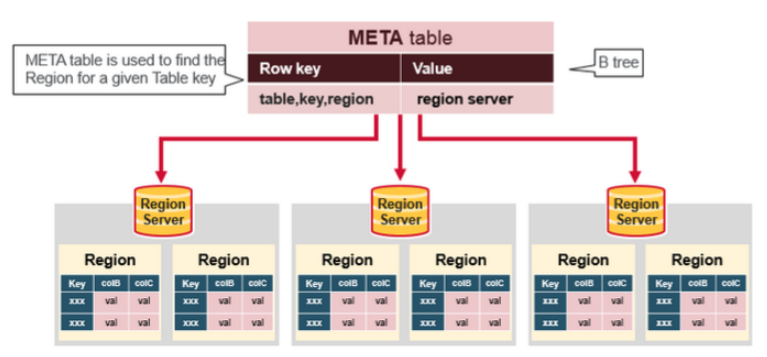 META table
META table is used to find the
Region for a given Table key
B tree
Row key Value
table,key,region region server
Region
Server
Region
Server
Region
Server
Region Region
Key colB colC Key colB colC
xxx val val xxx val val
xxx val val xxx val val
Region Region
Key colB colC Key colB colC
xxx val val xxx val val
xxx val val xxx val val
Region Region
Key colB colC Key colB colC
xxx val val xxx val val
xxx val val xxx val val